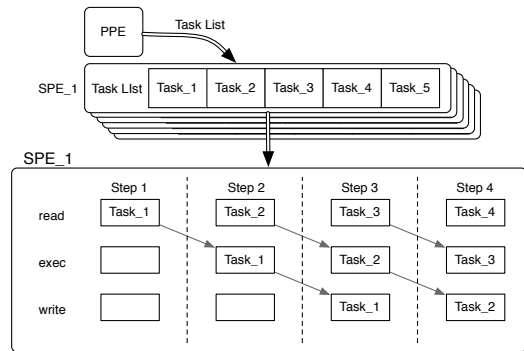 PPE
Task List
SPE_1
Task LIst Task_1 Task_2 Task_3 Task_4 Task_5
SPE_1
Step 1 Step 2 Step 3 Step 4
read Task_1 Task_2 Task_3 Task_4
exec Task_1 Task_2 Task_3
write Task_1 Task_2